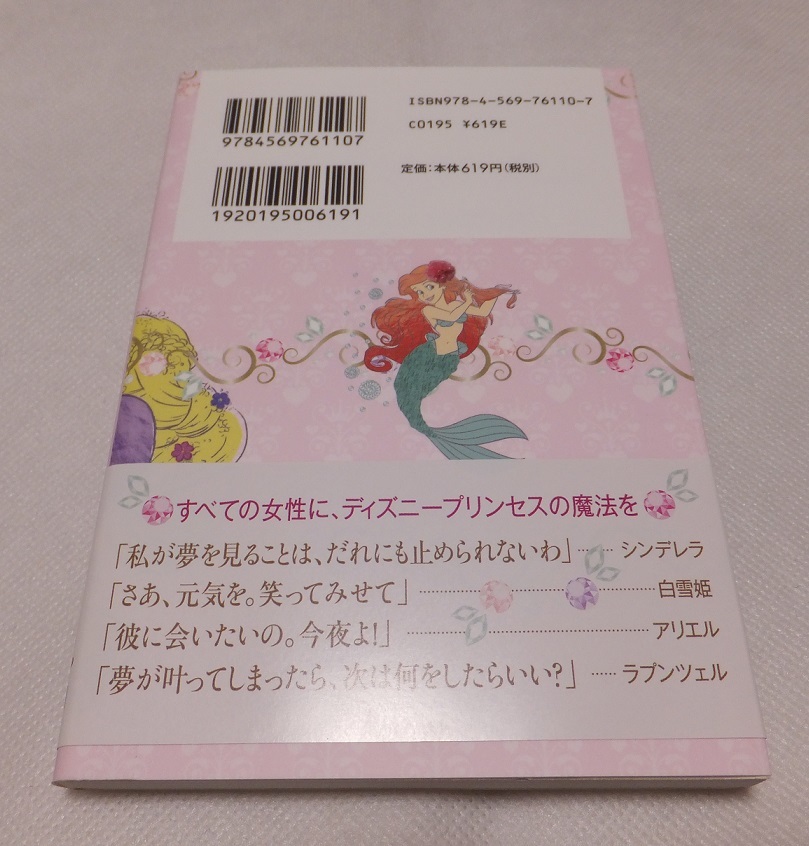 ISBN978-4-569-76110-7
9784569761107
C0195 ¥619E
定価:本体619円(税別)
1920195006191
すべての女性に、ディズニープリンセスの魔法を
「私が夢を見ることは、だれにも止められないわ」……シンデレラ
「さあ、元気を。笑ってみせて」……白雪姫
「彼に会いたいの。今夜よ!」……アリエル
「夢が叶ってしまったら、次は何をしたらいい?」……ラプンツェル